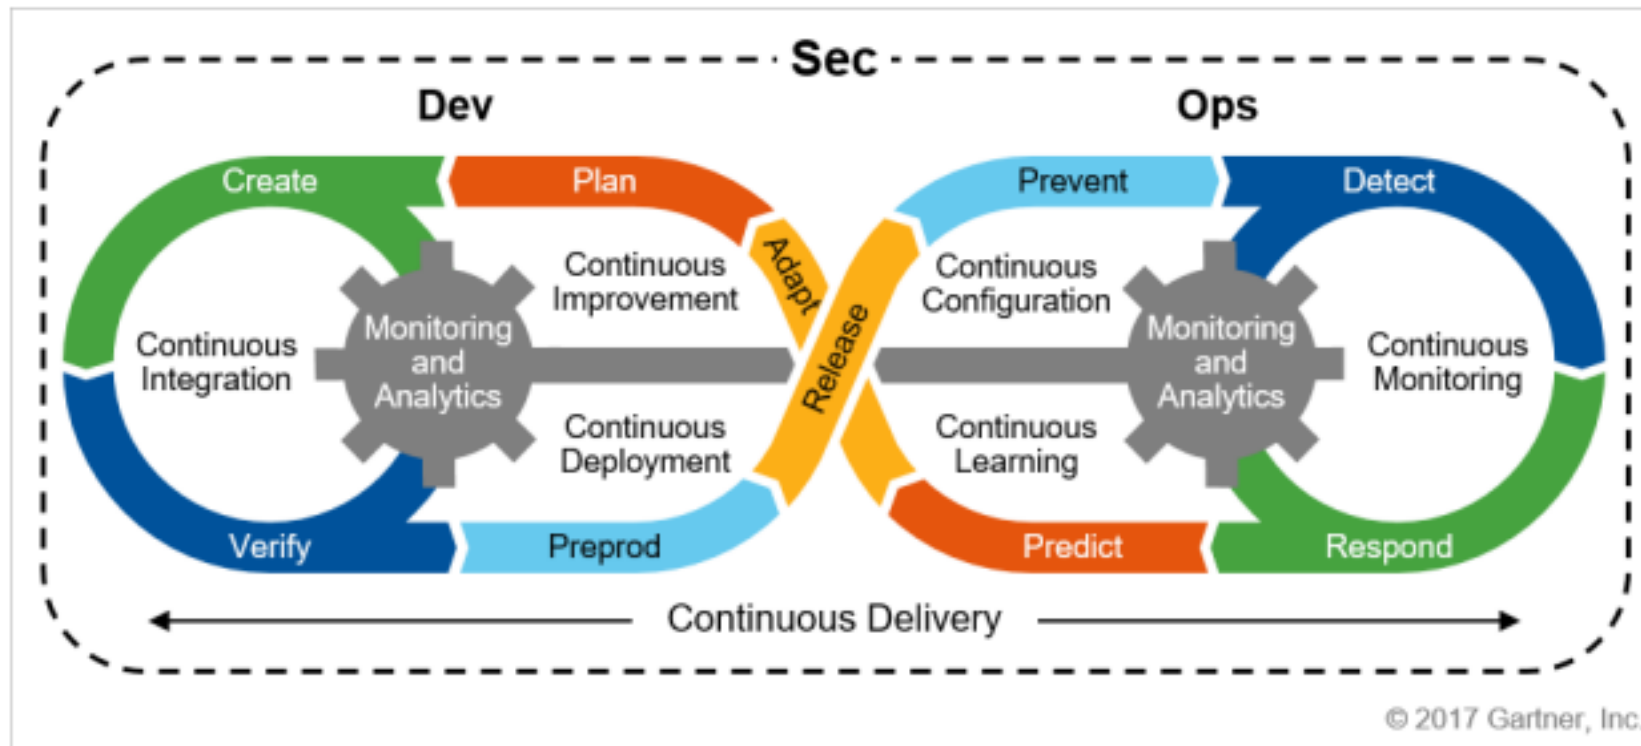 Sec
Dev
Ops
Create
Plan
Prevent
Detect
Adapt
Release
Continuous
Improvement
Continuous
Configuration
Continuous
Integration
Monitoring
and
Analytics
Monitoring
and
Analytics
Continuous
Monitoring
Continuous
Deployment
Continuous
Learning
Verify
Preprod
Predict
Respond
Continuous Delivery
© 2017 Gartner, Inc.